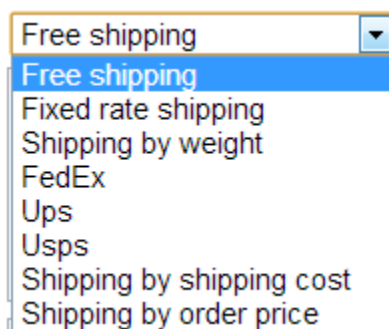 Free shipping
Free shipping
Fixed rate shipping
Shipping by weight
FedEx
Ups
Usps
Shipping by shipping cost
Shipping by order price